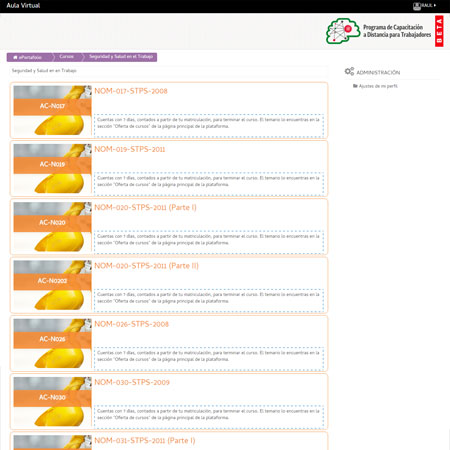 Aula Virtual
RAUL
Programa de Capacitación
a Distancia para Trabajadores
BETA
ePortafolio
Cursos
Seguridad y Salud en el Trabajo
Seguridad y Salud en en Trabajo
ADMINISTRACIÓN
Ajustes de mi perfil
AC-N017
NOM-017-STPS-2008
Cuentas con 7 días, contados a partir de tu matriculación, para terminar el curso. El temario lo encuentras en la
sección "Oferta de cursos" de la página principal de la plataforma.
AC-N019
NOM-019-STPS-2011
Cuentas con 7 días, contados a partir de tu matriculación, para terminar el curso. El temario lo encuentras en la
sección "Oferta de cursos" de la página principal de la plataforma.
AC-N020
NOM-020-STPS-2011 (Parte I)
Cuentas con 7 días, contados a partir de tu matriculación, para terminar el curso. El temario lo encuentras en la
sección "Oferta de cursos" de la página principal de la plataforma.
AC-N0202
NOM-020-STPS-2011 (Parte II)
Cuentas con 7 días, contados a partir de tu matriculación, para terminar el curso. El temario lo encuentras en la
sección "Oferta de cursos" de la página principal de la plataforma.
AC-N026
NOM-026-STPS-2008
Cuentas con 7 días, contados a partir de tu matriculación, para terminar el curso. El temario lo encuentras en la
sección "Oferta de cursos" de la página principal de la plataforma.
AC-N030
NOM-030-STPS-2009
Cuentas con 7 días, contados a partir de tu matriculación, para terminar el curso. El temario lo encuentras en la
sección "Oferta de cursos" de la página principal de la plataforma.
NOM-031-STPS-2011 (Parte I)